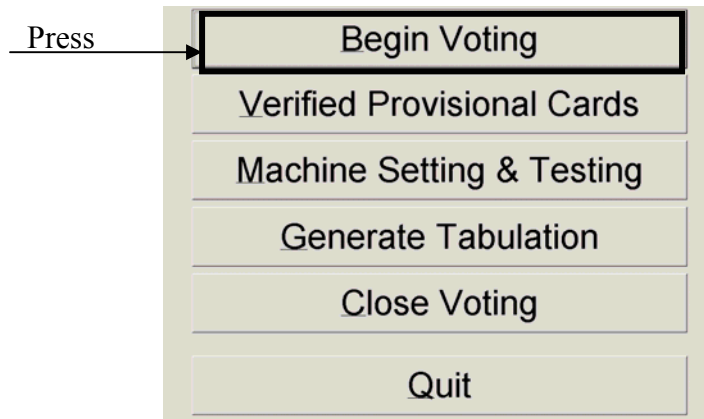 Press
Begin Voting
Verified Provisional Cards
Machine Setting & Testing
Generate Tabulation
Close Voting
Quit